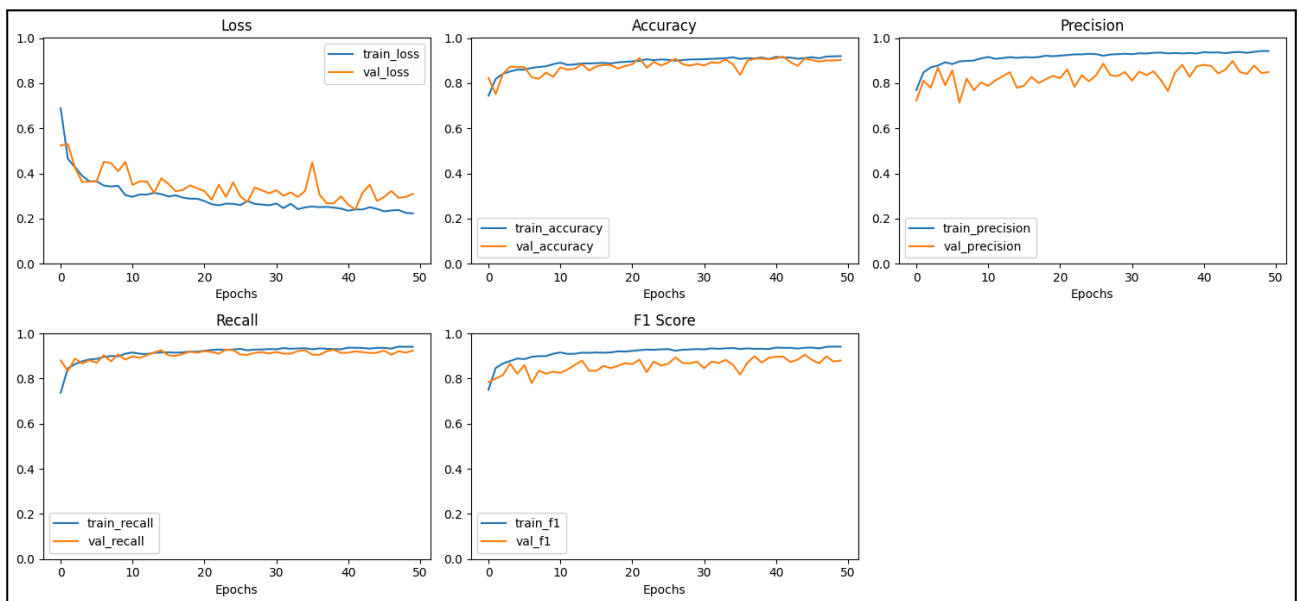 Loss
1.0
0.8
0.6
0.4
0.2
0.0
train_loss
val_loss
0 10 20 30 40 50
Epochs
Accuracy
1.0
0.8
0.6
0.4
0.2
0.0
train_accuracy
val_accuracy
0 10 20 30 40 50
Epochs
Precision
1.0
0.8
0.6
0.4
0.2
0.0
train_precision
val_precision
0 10 20 30 40 50
Epochs
Recall
1.0
0.8
0.6
0.4
0.2
0.0
train_recall
val_recall
0 10 20 30 40 50
Epochs
F1 Score
1.0
0.8
0.6
0.4
0.2
0.0
train_f1
val_f1
0 10 20 30 40 50
Epochs